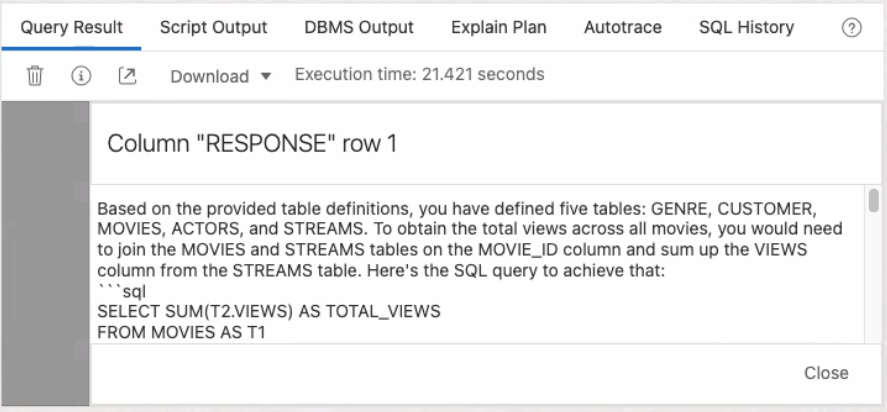 Query Result Script Output DBMS Output Explain Plan Autotrace SQL History ?
Download Execution time: 21.421 seconds
Column "RESPONSE" row 1
Based on the provided table definitions, you have defined five tables: GENRE, CUSTOMER,
MOVIES, ACTORS, and STREAMS. To obtain the total views across all movies, you would need
to join the MOVIES and STREAMS tables on the MOVIE_ID column and sum up the VIEWS
column from the STREAMS table. Here's the SQL query to achieve that:
```sql
SELECT SUM(T2.VIEWS) AS TOTAL_VIEWS
FROM MOVIES AS T1
Close